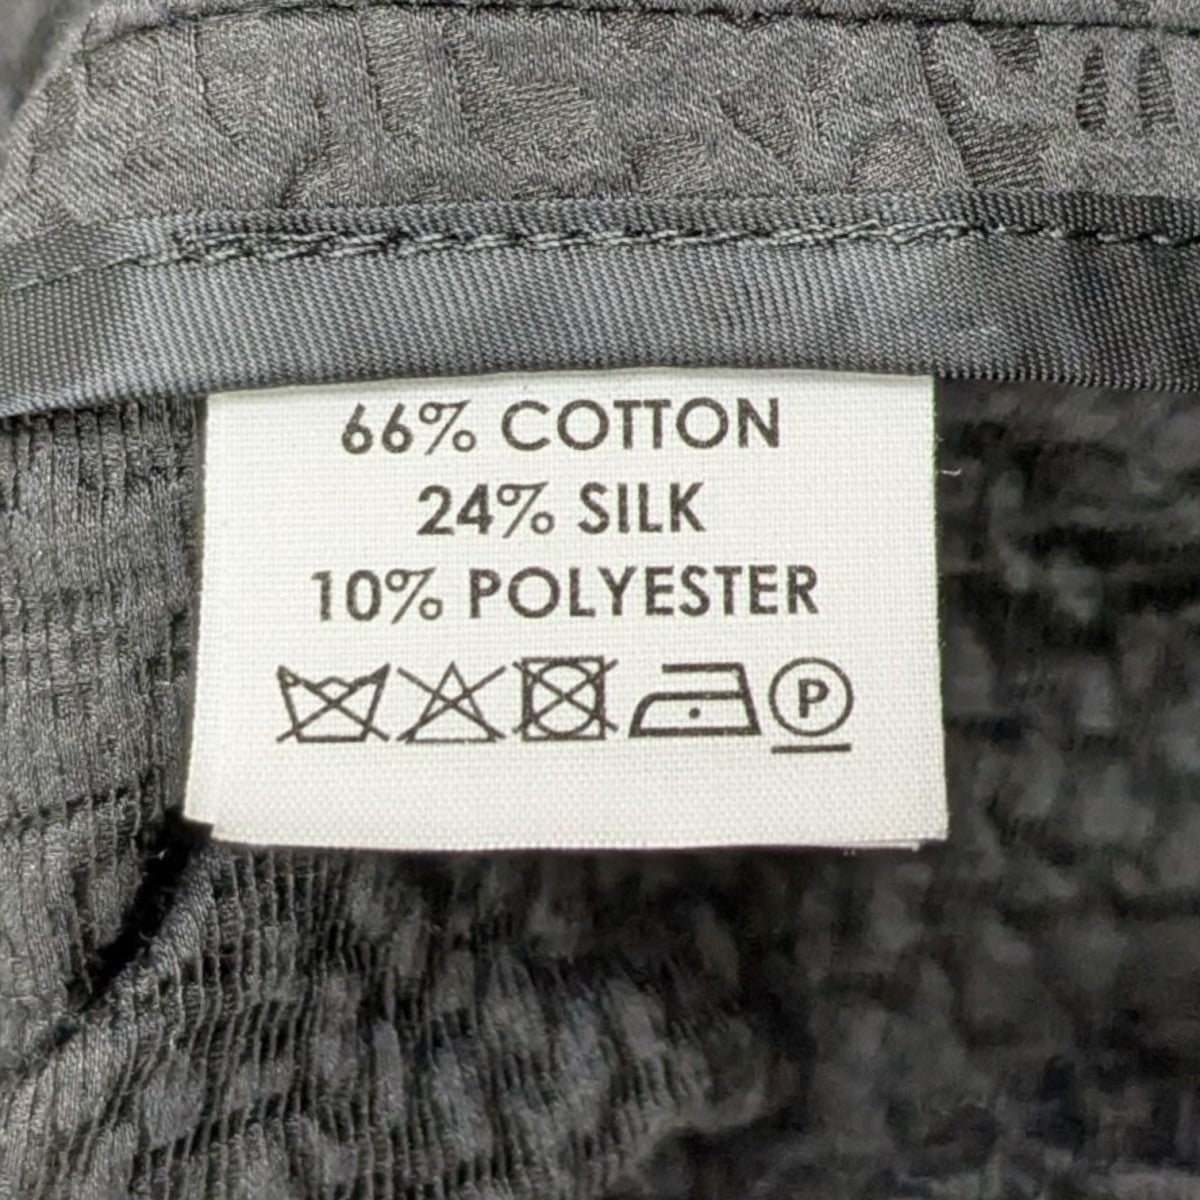 66% COTTON
24% SILK
10% POLYESTER
P